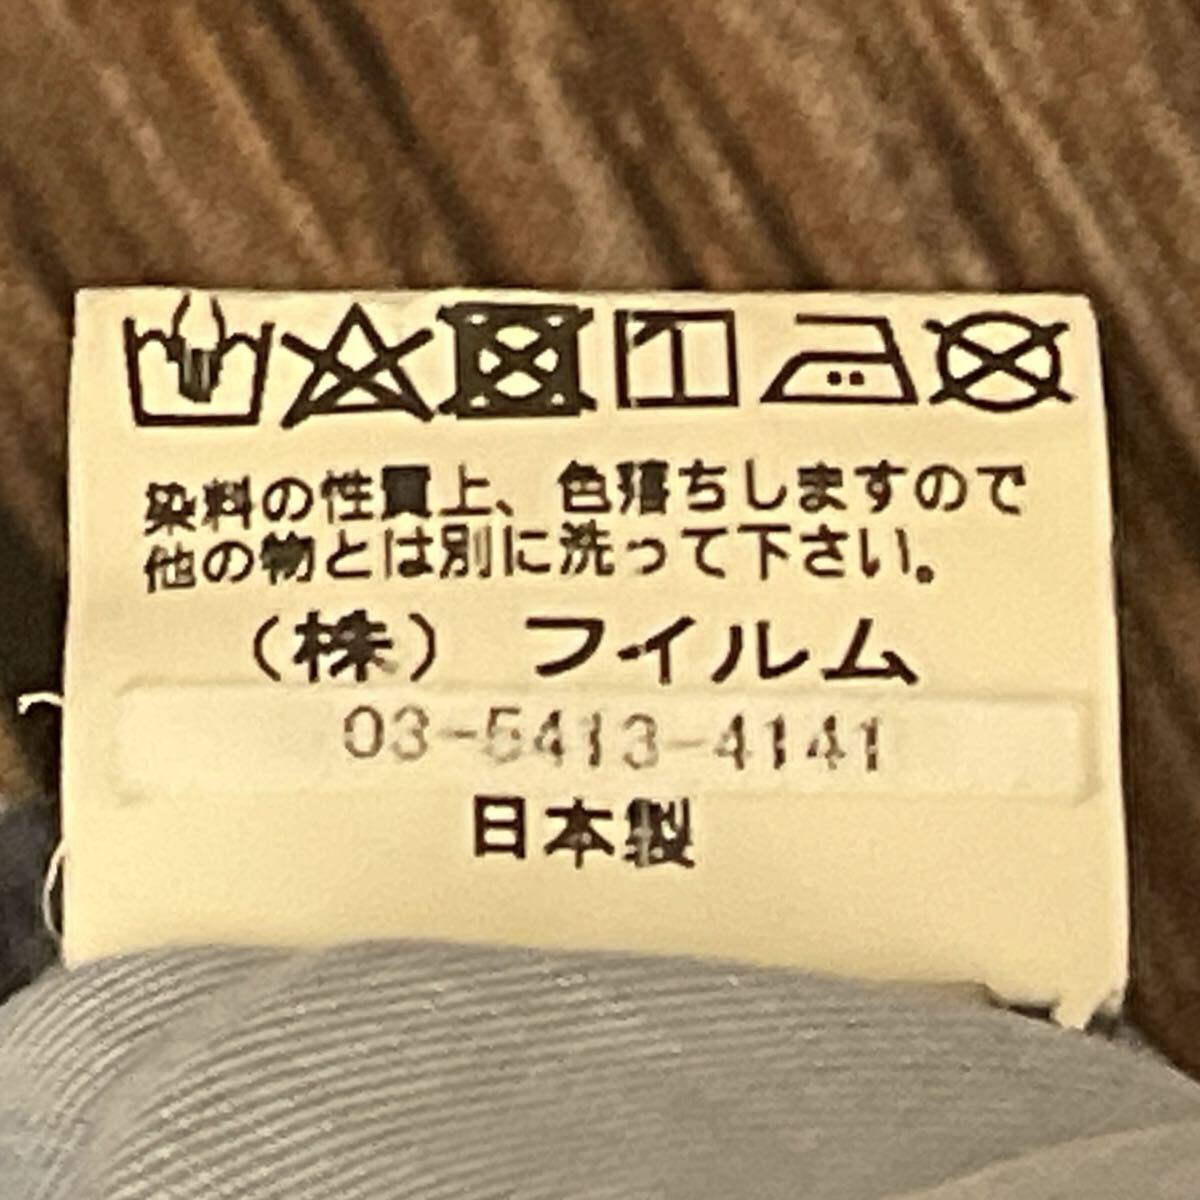 染料の性質上、色落ちしますので
他の物とは別に洗って下さい。
（株）フイルム
03-5413-4141
日本製